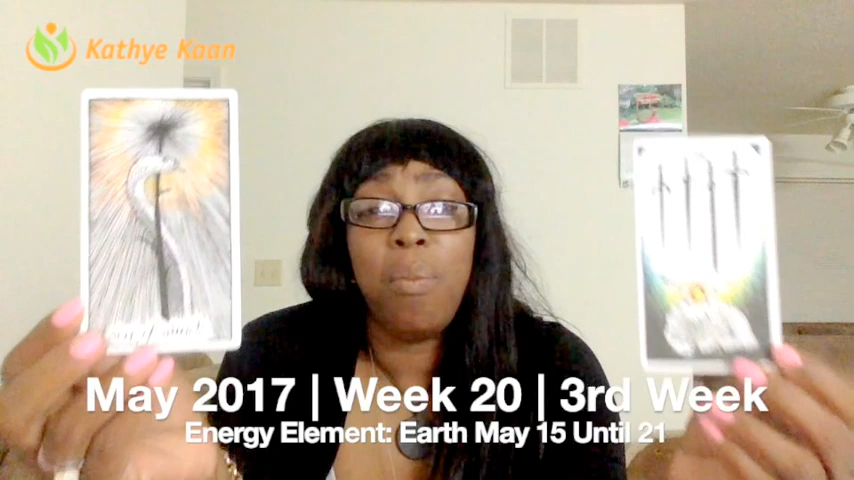 Kathye Kaan
May 2017 | Week 20 | 3rd Week
Energy Element: Earth May 15 Until 21